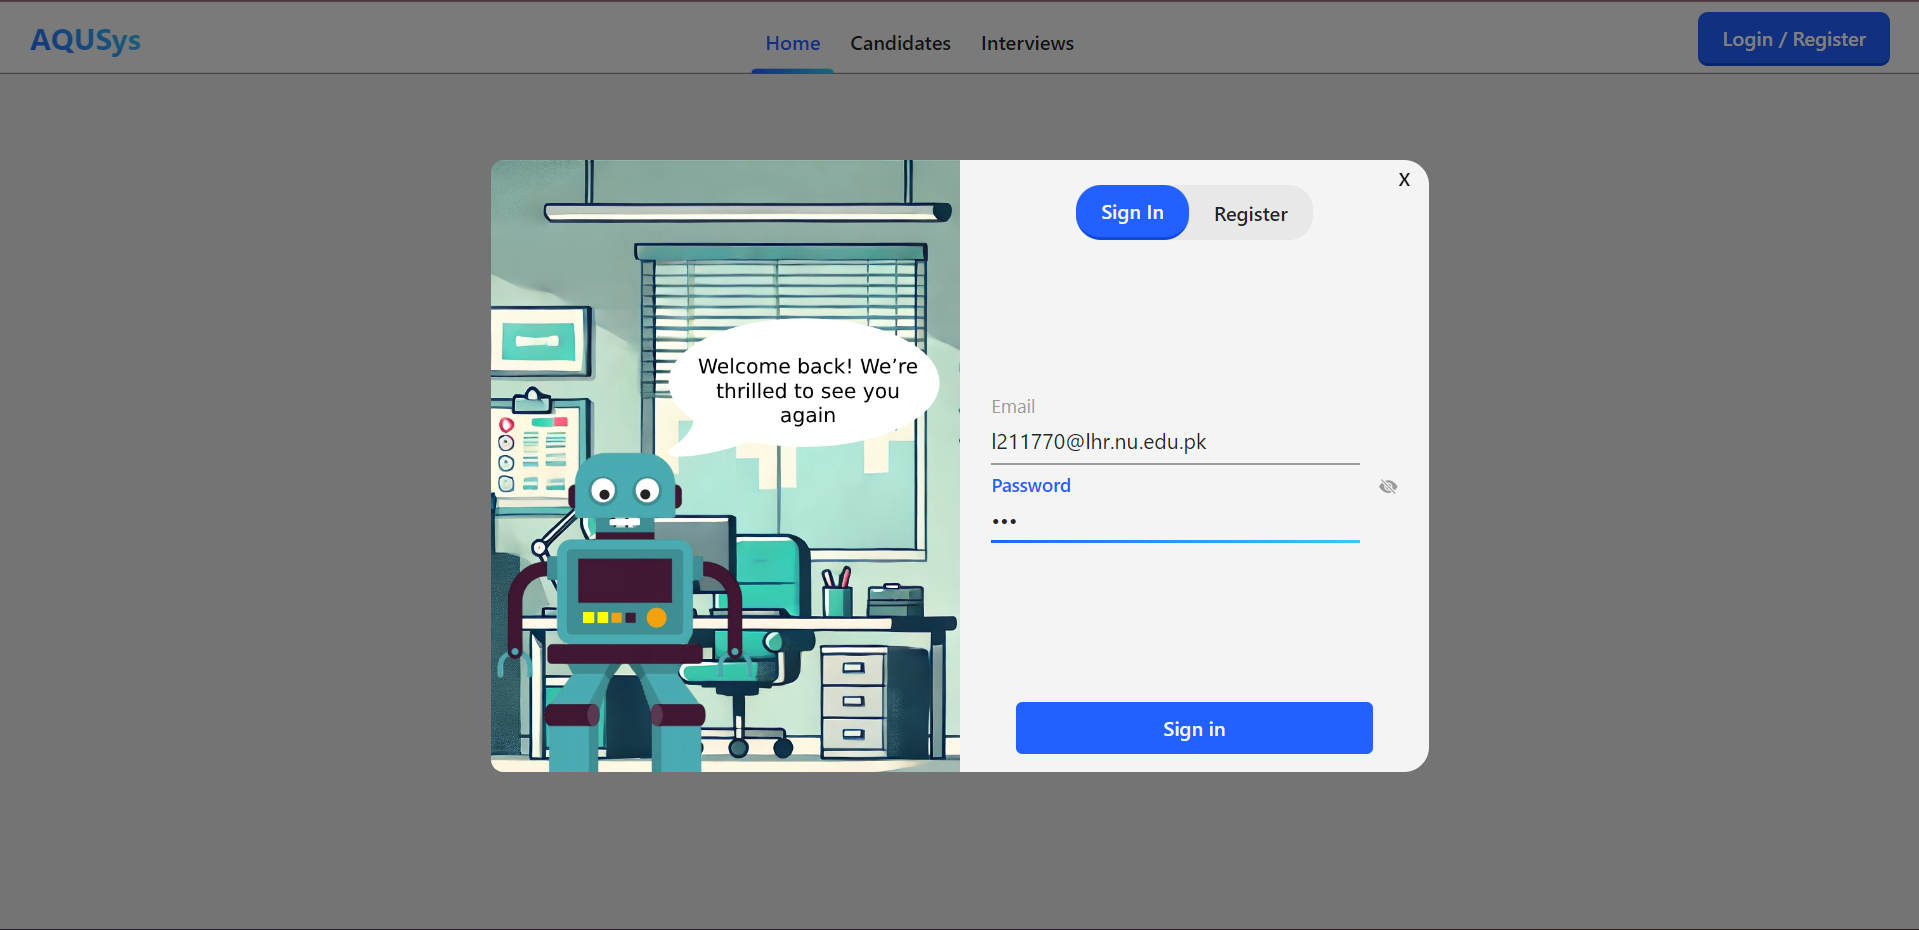 AQUSys
Home Candidates Interviews
Login / Register
X
Sign In Register
Welcome back! We’re
thrilled to see you
again
Email
l211770@lhr.nu.edu.pk
Password
•••
Sign in